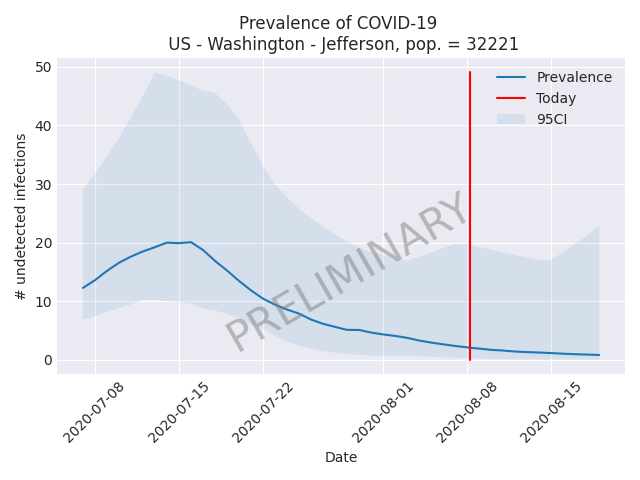 Prevalence of COVID-19
US - Washington - Jefferson, pop. = 32221
Prevalence
Today
95CI
# undetected infections
50
40
30
20
10
0
PRELIMINARY
2020-07-08
2020-07-15
2020-07-22
2020-08-01
2020-08-08
2020-08-15
Date